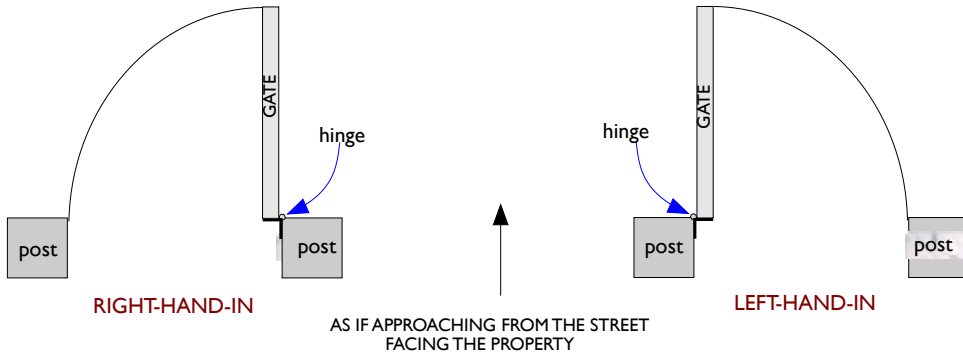 GATE
hinge
post
post
RIGHT-HAND-IN
AS IF APPROACHING FROM THE STREET
FACING THE PROPERTY
GATE
hinge
post
post
LEFT-HAND-IN